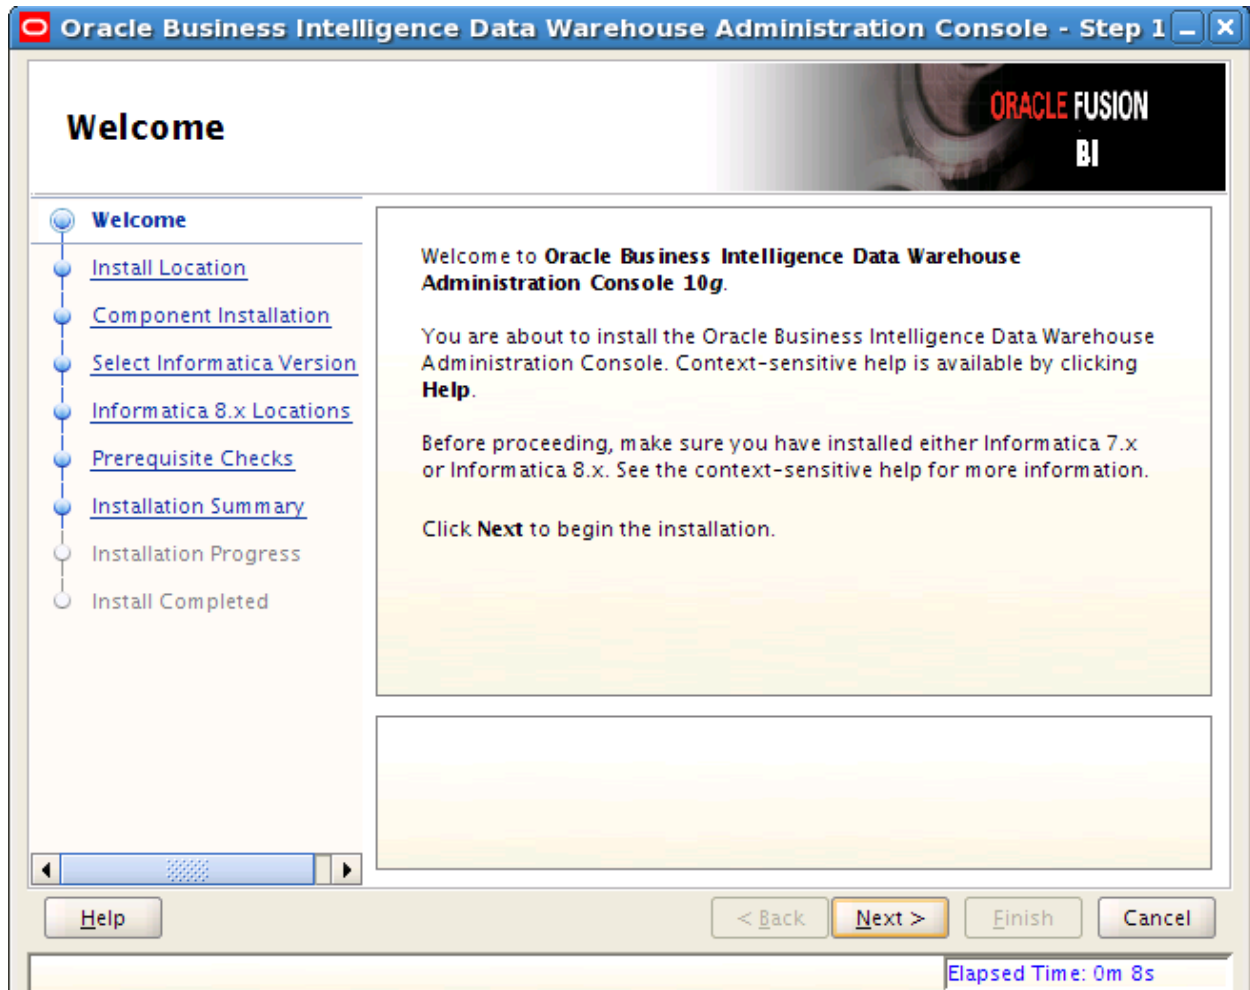 Oracle Business Intelligence Data Warehouse Administration Console - Step 1
Welcome
ORACLE FUSION
BI
Welcome
Install Location
Component Installation
Select Informatica Version
Informatica 8.x Locations
Prerequisite Checks
Installation Summary
Installation Progress
Install Completed
Welcome to Oracle Business Intelligence Data Warehouse
Administration Console 10g.
You are about to install the Oracle Business Intelligence Data Warehouse
Administration Console. Context-sensitive help is available by clicking
Help.
Before proceeding, make sure you have installed either Informatica 7.x
or Informatica 8.x. See the context-sensitive help for more information.
Click Next to begin the installation.
Help
< Back
Next >
Finish
Cancel
Elapsed Time: 0m 8s